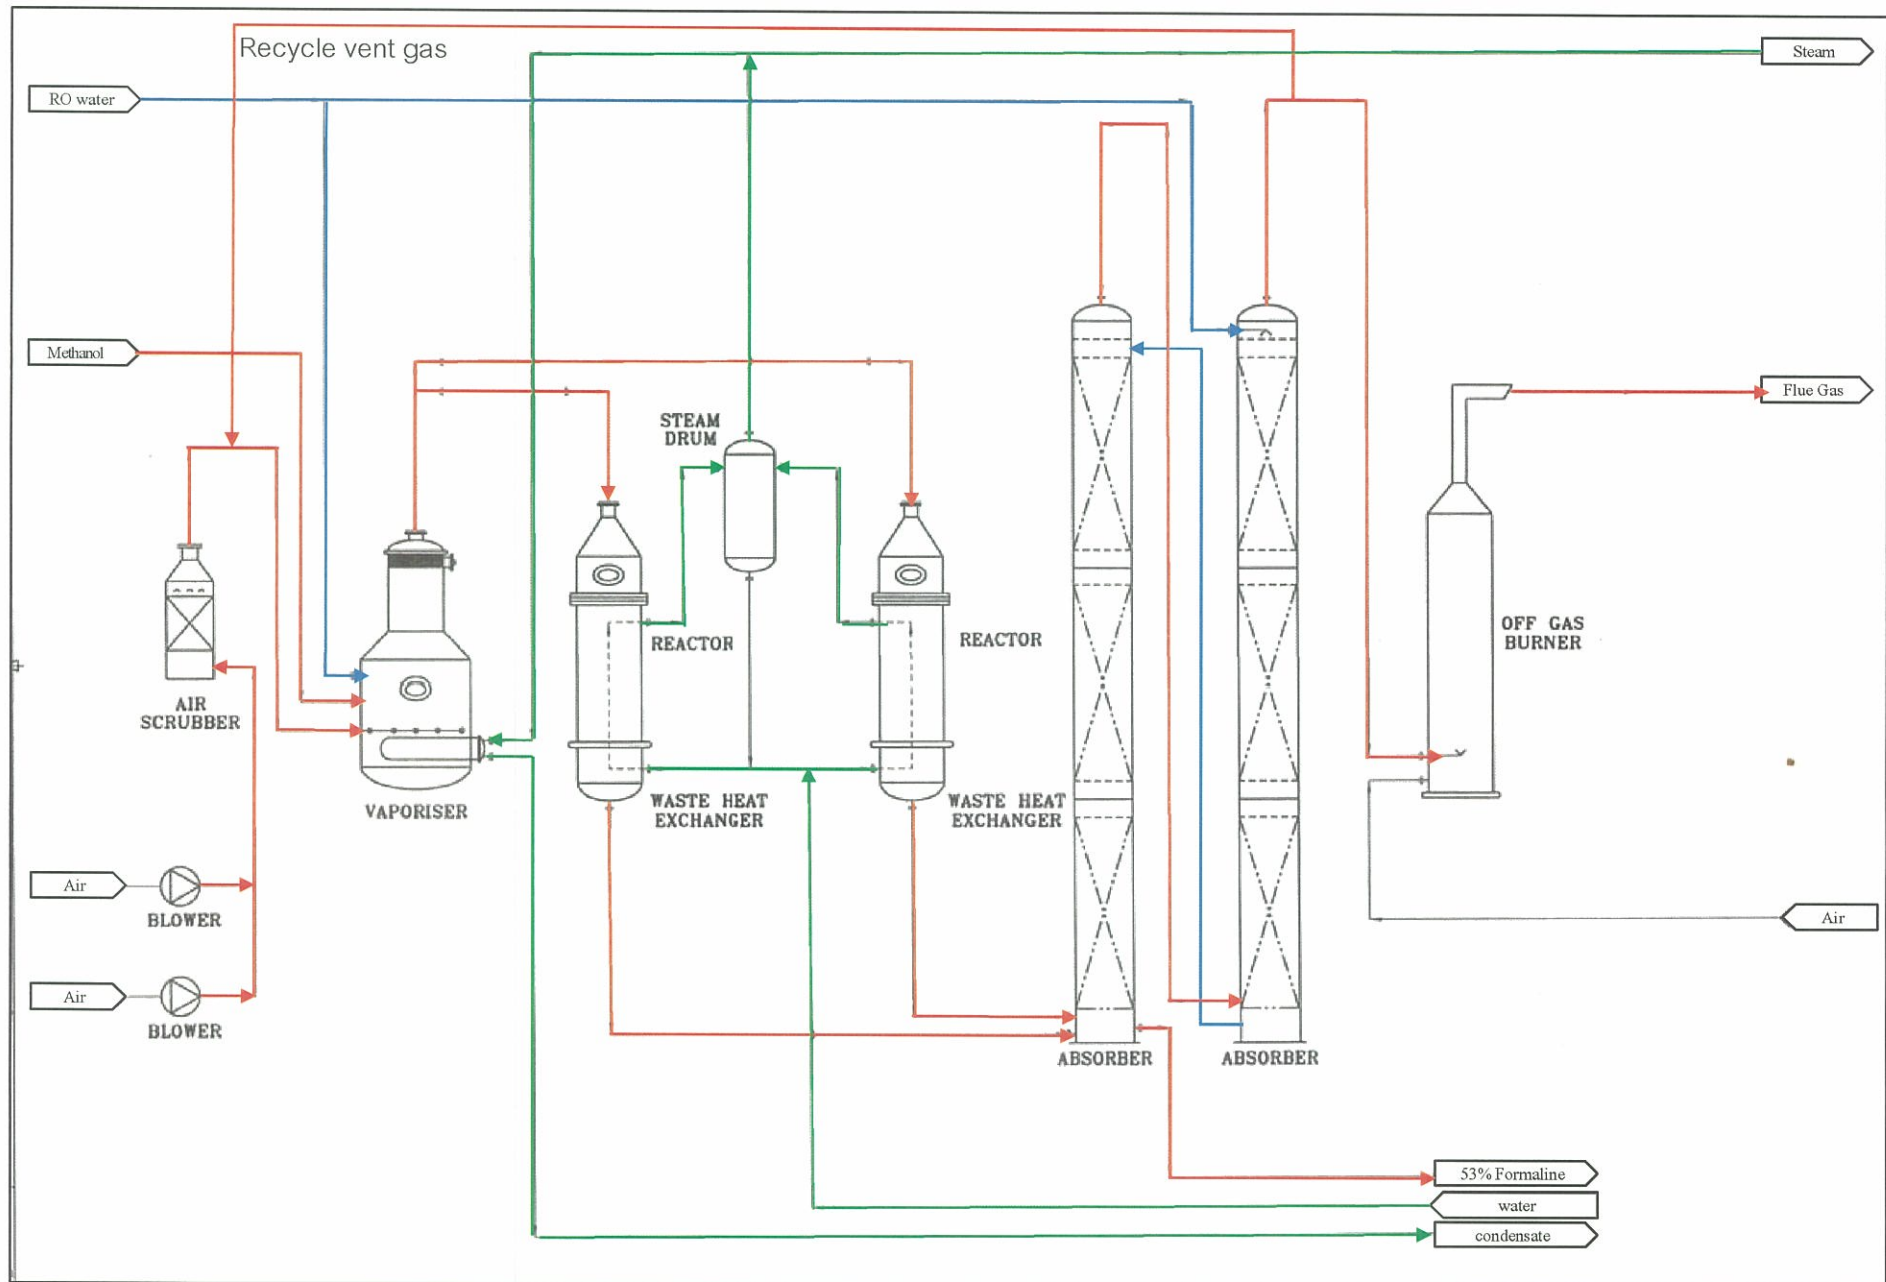 Recycle vent gas
Steam
RO water
Methanol
Flue Gas
STEAM
DRUM
REACTOR
REACTOR
OFF GAS
BURNER
AIR
SCRUBBER
VAPORISER
WASTE HEAT
EXCHANGER
WASTE HEAT
EXCHANGER
Air
BLOWER
Air
Air
BLOWER
ABSORBER
ABSORBER
53% Formaline
water
condensate